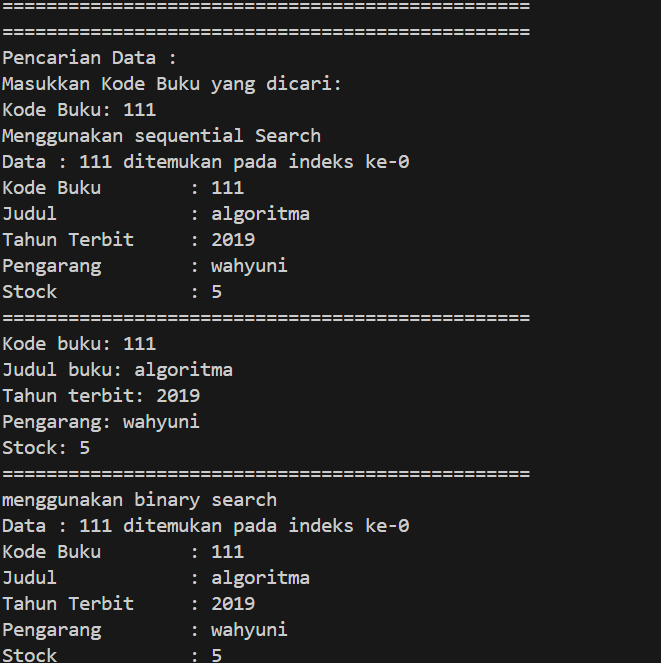 ================================================
================================================
Pencarian Data :
Masukkan Kode Buku yang dicari:
Kode Buku: 111
Menggunakan sequential Search
Data : 111 ditemukan pada indeks ke-0
Kode Buku        : 111
Judul            : algoritma
Tahun Terbit     : 2019
Pengarang        : wahyuni
Stock            : 5
================================================
Kode buku: 111
Judul buku: algoritma
Tahun terbit: 2019
Pengarang: wahyuni
Stock: 5
================================================
menggunakan binary search
Data : 111 ditemukan pada indeks ke-0
Kode Buku        : 111
Judul            : algoritma
Tahun Terbit     : 2019
Pengarang        : wahyuni
Stock            : 5